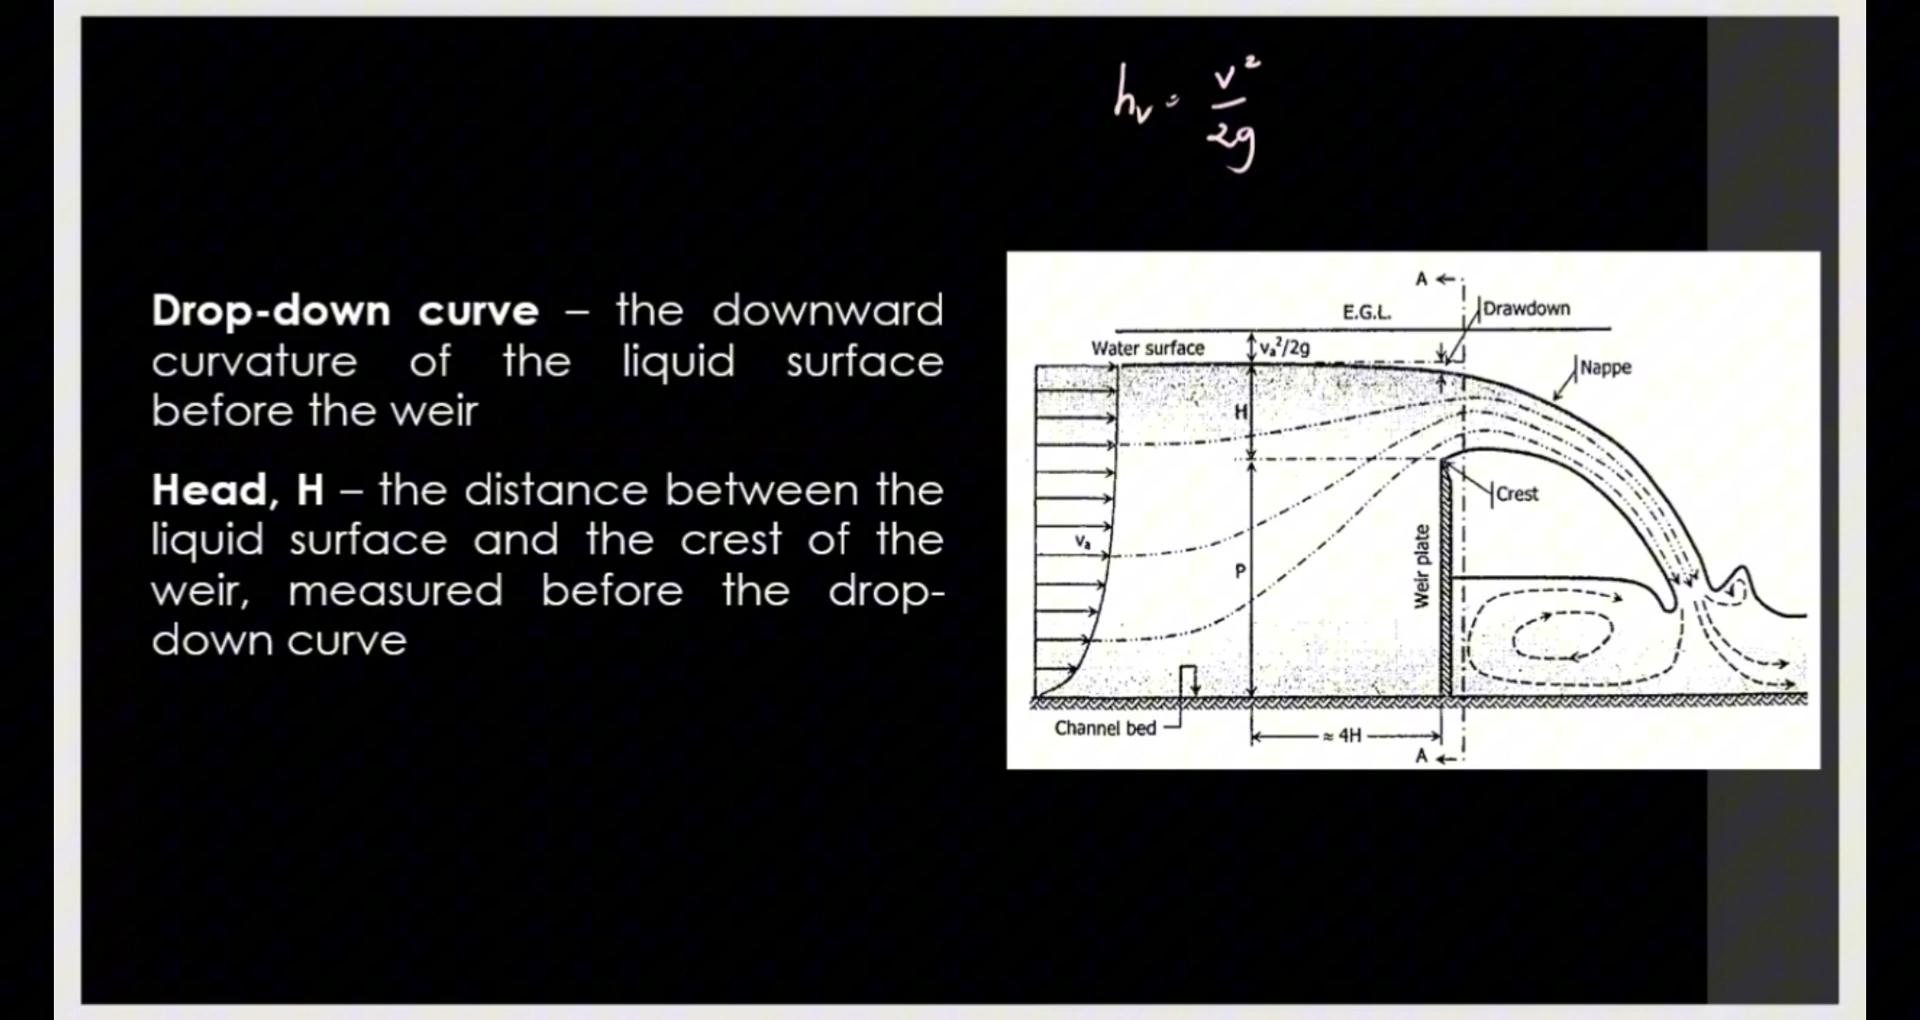 hv = v²/2g
Drop-down curve – the downward
curvature of the liquid surface
before the weir
Head, H – the distance between the
liquid surface and the crest of the
weir, measured before the drop-
down curve
A
E.G.L.
Drawdown
Water surface
vₐ²/2g
Nappe
H
Crest
vₐ
P
Weir plate
Channel bed
≈ 4H
A